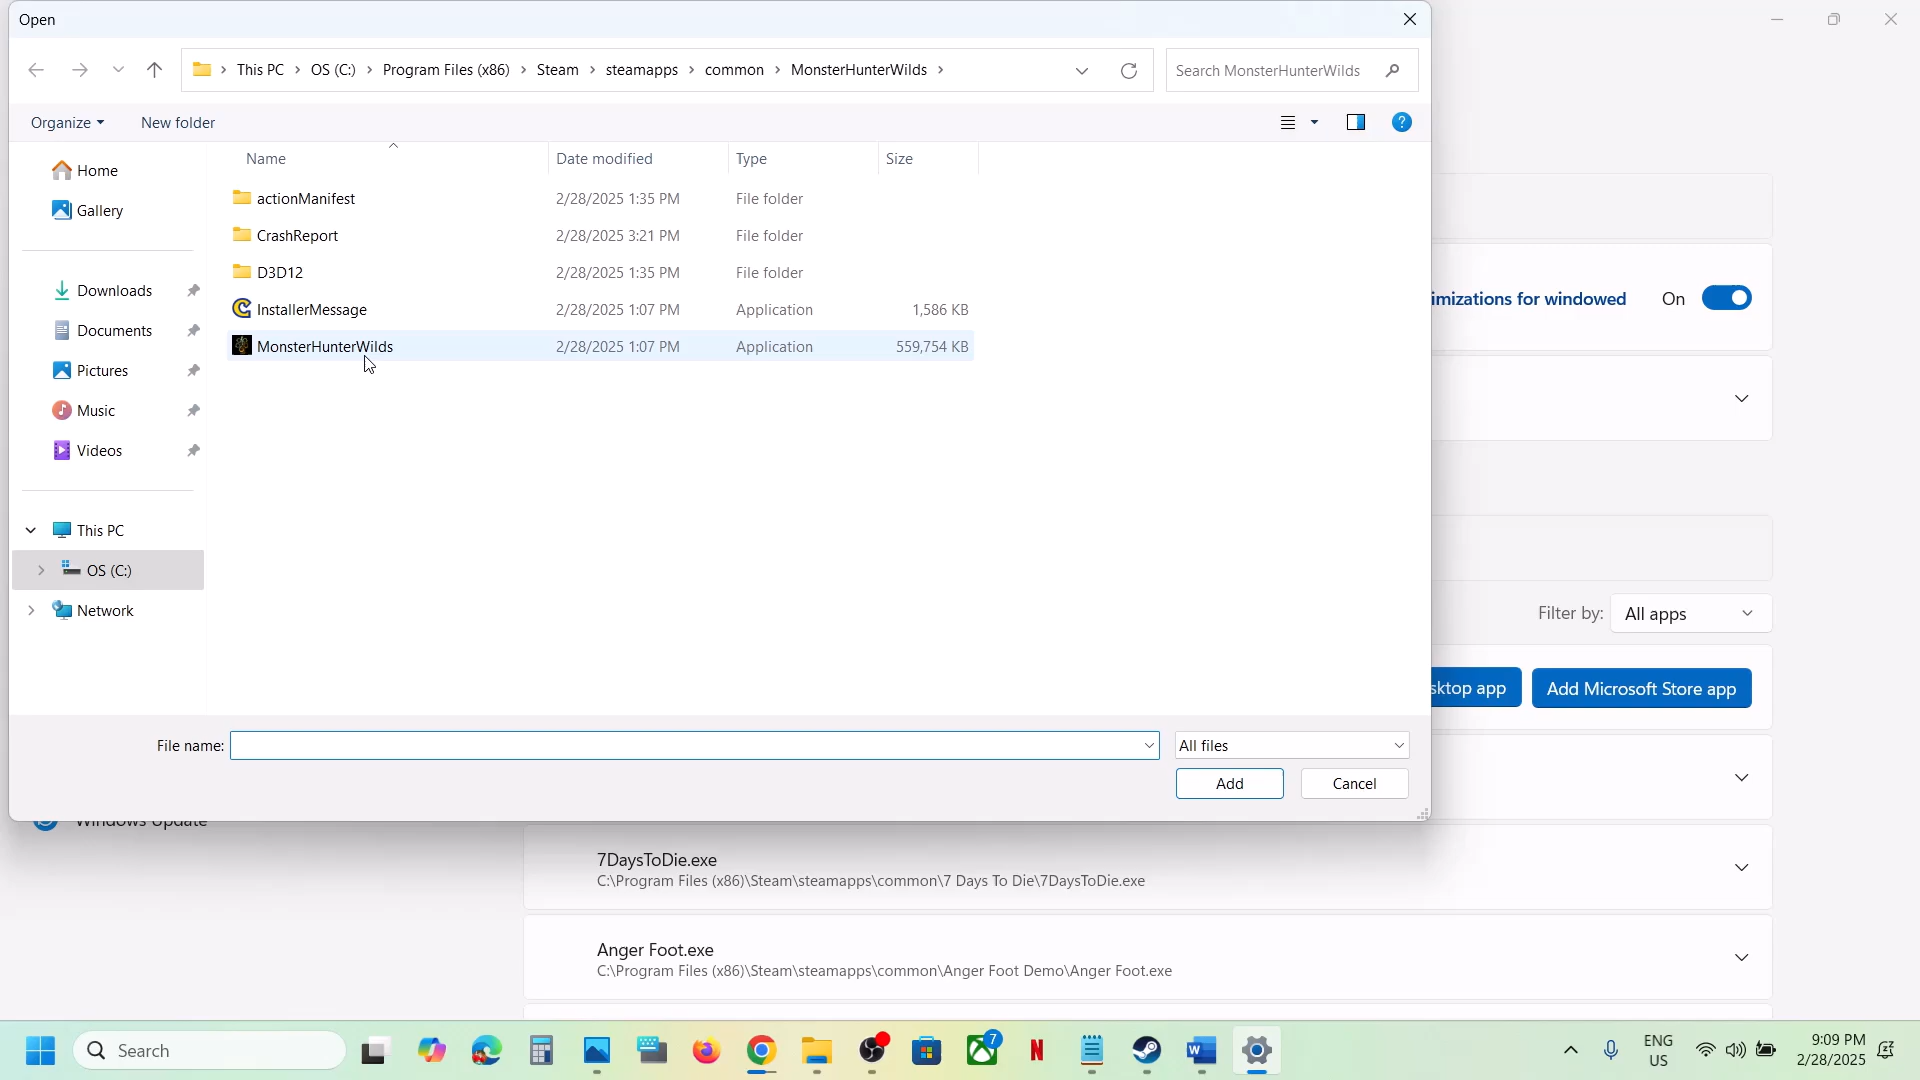 Open
This PC > OS (C:) > Program Files (x86) > Steam > steamapps > common > MonsterHunterWilds >
Search MonsterHunterWilds
Organize
New folder
Name
Date modified
Type
Size
Home
Gallery
Downloads
Documents
Pictures
Music
Videos
This PC
OS (C:)
Network
actionManifest 2/28/2025 1:35 PM File folder
CrashReport 2/28/2025 3:21 PM File folder
D3D12 2/28/2025 1:35 PM File folder
InstallerMessage 2/28/2025 1:07 PM Application 1,586 KB
MonsterHunterWilds 2/28/2025 1:07 PM Application 559,754 KB
File name:
All files
Add
Cancel
imizations for windowed
On
Filter by:
All apps
sktop app
Add Microsoft Store app
Windows Update
7DaysToDie.exe
C:\Program Files (x86)\Steam\steamapps\common\7 Days To Die\7DaysToDie.exe
Anger Foot.exe
C:\Program Files (x86)\Steam\steamapps\common\Anger Foot Demo\Anger Foot.exe
Search
7
ENG
US
9:09 PM
2/28/2025